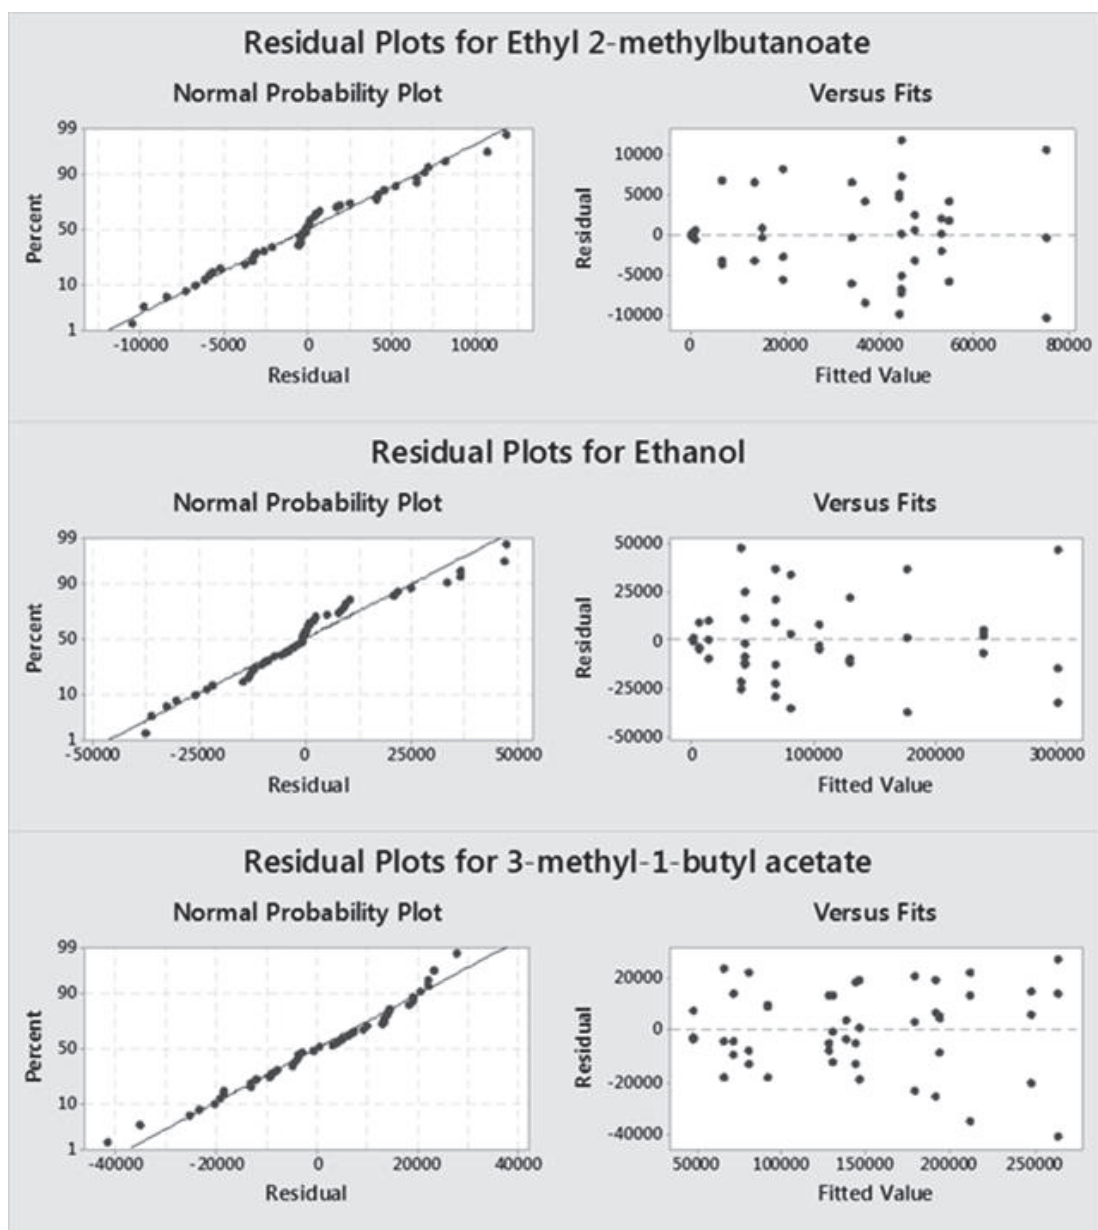 Residual Plots for Ethyl 2-methylbutanoate
Normal Probability Plot
Versus Fits
99
90
50
10
1
Percent
-10000 -5000 0 5000 10000
Residual
10000
5000
0
-5000
-10000
Residual
0 20000 40000 60000 80000
Fitted Value
Residual Plots for Ethanol
Normal Probability Plot
Versus Fits
99
90
50
10
1
Percent
-50000 -25000 0 25000 50000
Residual
50000
25000
0
-25000
-50000
Residual
0 100000 200000 300000
Fitted Value
Residual Plots for 3-methyl-1-butyl acetate
Normal Probability Plot
Versus Fits
99
90
50
10
1
Percent
-40000 -20000 0 20000 40000
Residual
20000
0
-20000
-40000
Residual
50000 100000 150000 200000 250000
Fitted Value